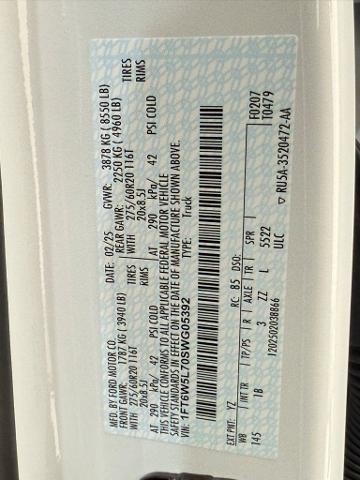 MFD. BY FORD MOTOR CO.
DATE: 02/25 GVWR: 3878 KG ( 8550 LB)
FRONT GAWR: 1787 KG ( 3940 LB) REAR GAWR: 2250 KG ( 4960 LB)
WITH 275/60R20 116T TIRES WITH 275/60R20 116T TIRES
20x8.5J RIMS 20x8.5J RIMS
AT 290 kPa/ 42 PSI COLD AT 290 kPa/ 42 PSI COLD
THIS VEHICLE CONFORMS TO ALL APPLICABLE FEDERAL MOTOR VEHICLE
SAFETY STANDARDS IN EFFECT ON THE DATE OF MANUFACTURE SHOWN ABOVE.
VIN: 1FT6W5L70SWG05392
TYPE: Truck
F0207
T0479
EXT PNT: YZ RC: 85 DSO:
WB INT TR TP/PS R AXLE TR SPR
145 1B 3 ZZ L 5522
ULC
1202502038866 ▽ RU5A-3520472-AA